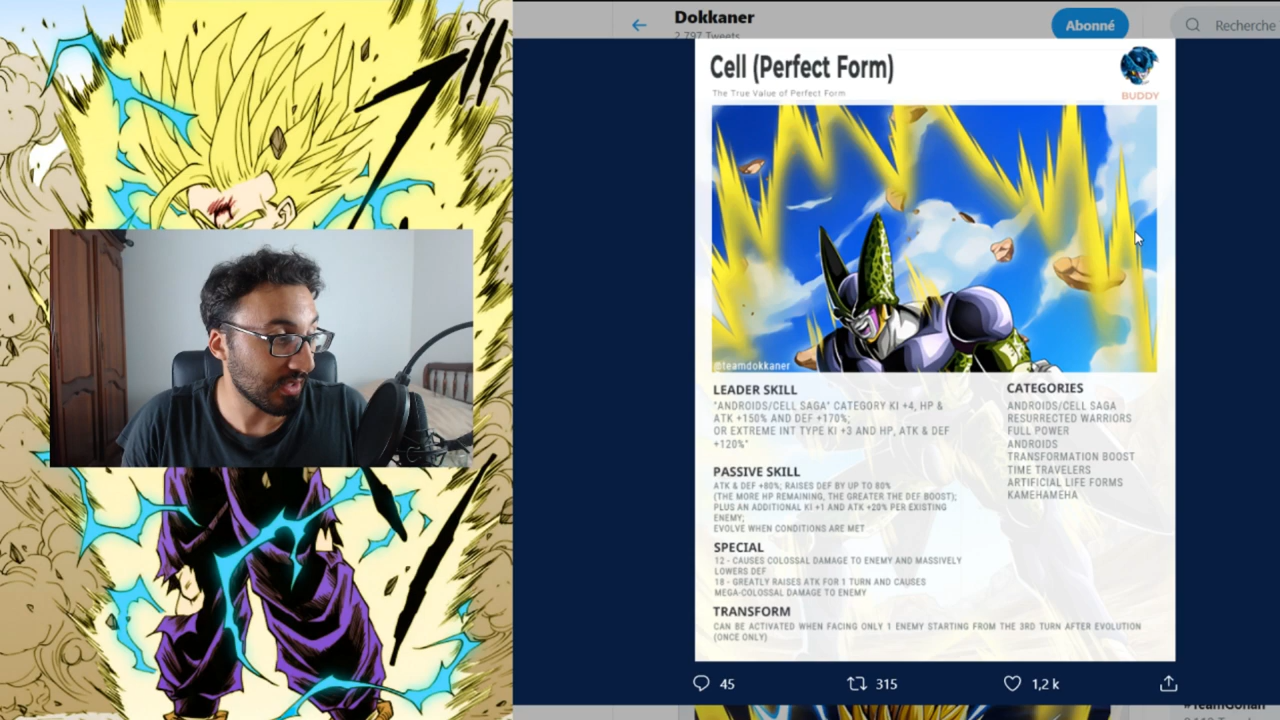 Dokkaner
2 797 Tweets
Abonné
Recherche
Cell (Perfect Form)
The True Value of Perfect Form
BUDDY
@teamdokkaner
LEADER SKILL
"ANDROIDS/CELL SAGA" CATEGORY KI +4, HP &
ATK +150% AND DEF +170%;
OR EXTREME INT TYPE KI +3 AND HP, ATK & DEF
+120%"
PASSIVE SKILL
ATK & DEF +80%; RAISES DEF BY UP TO 80%
(THE MORE HP REMAINING, THE GREATER THE DEF BOOST);
PLUS AN ADDITIONAL KI +1 AND ATK +20% PER EXISTING
ENEMY;
EVOLVE WHEN CONDITIONS ARE MET
SPECIAL
12 - CAUSES COLOSSAL DAMAGE TO ENEMY AND MASSIVELY
LOWERS DEF
18 - GREATLY RAISES ATK FOR 1 TURN AND CAUSES
MEGA-COLOSSAL DAMAGE TO ENEMY
TRANSFORM
CAN BE ACTIVATED WHEN FACING ONLY 1 ENEMY STARTING FROM THE 3RD TURN AFTER EVOLUTION
(ONCE ONLY)
CATEGORIES
ANDROIDS/CELL SAGA
RESURRECTED WARRIORS
FULL POWER
ANDROIDS
TRANSFORMATION BOOST
TIME TRAVELERS
ARTIFICIAL LIFE FORMS
KAMEHAMEHA
45
315
1,2 k